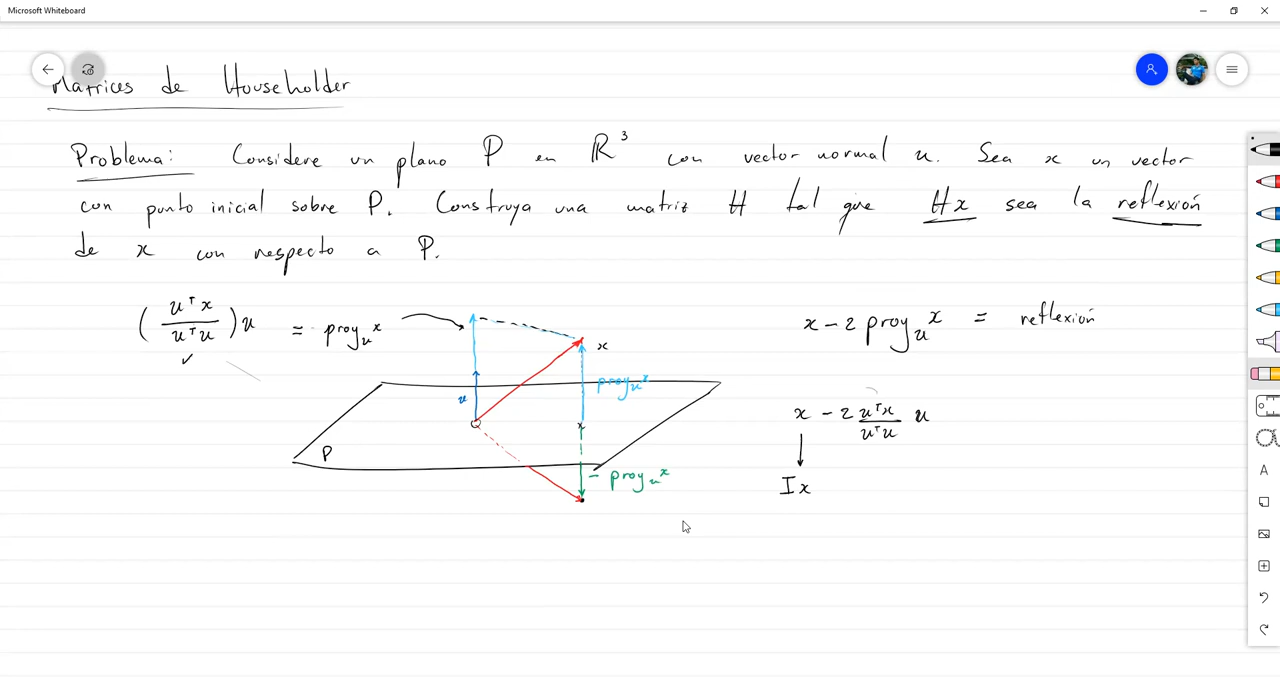 Microsoft Whiteboard
Matrices de Householder
Problema: Considere un plano P en ℝ³ con vector normal u. Sea x un vector
con punto inicial sobre P. Construya una matriz H tal que Hx sea la reflexión
de x con respecto a P.
(uᵀx / uᵀu) u = proy_u x
x - 2 proy_u x = reflexión
x
proy_u x
u
x
P
- proy_u x
x - 2 uᵀx / uᵀu u
Ix
A